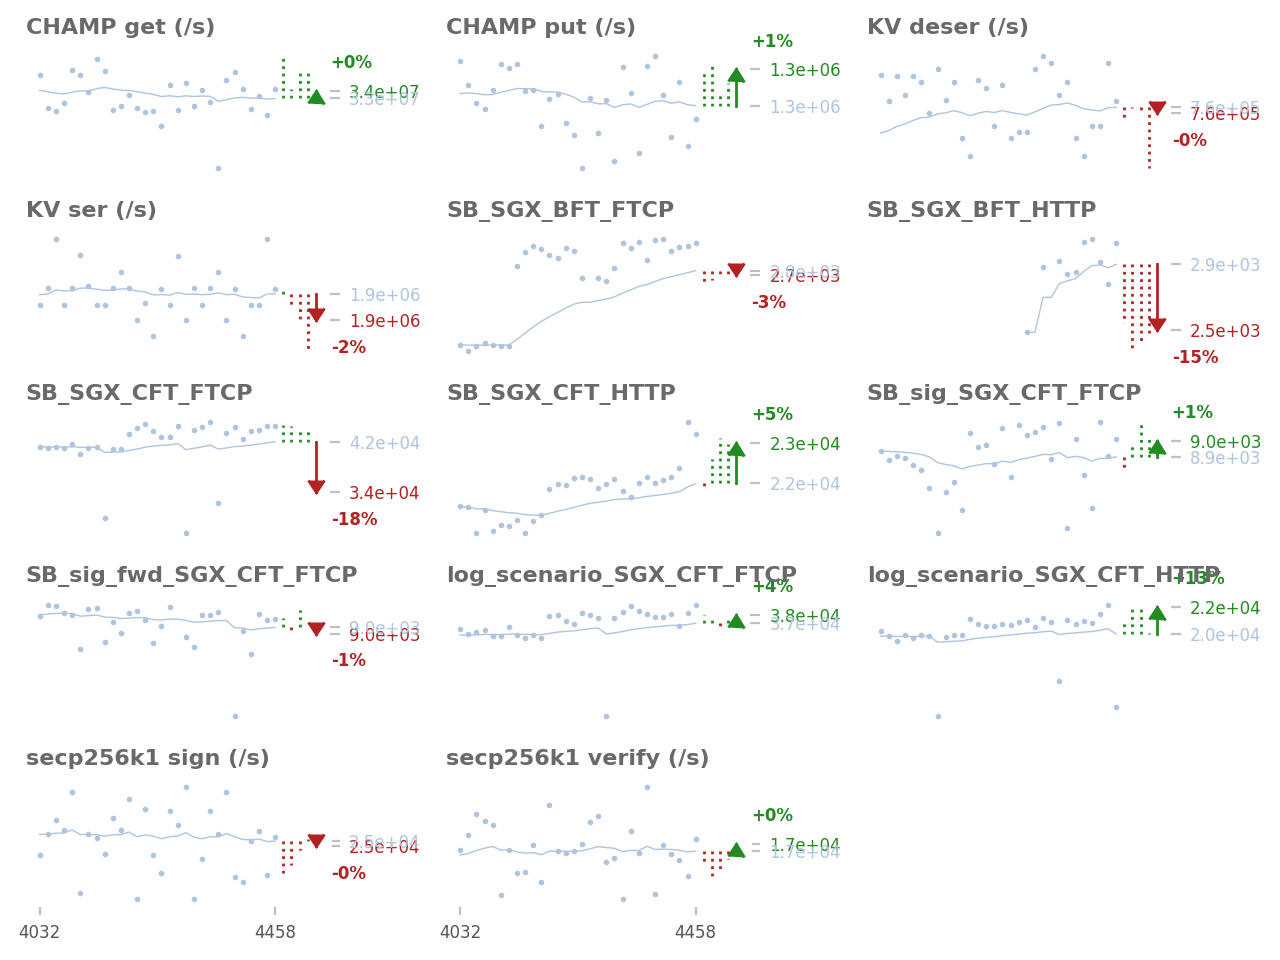 CHAMP get (/s)
+0%
3.4e+07
3.3e+07
CHAMP put (/s)
+1%
1.3e+06
1.3e+06
KV deser (/s)
7.6e+05
7.6e+05
-0%
KV ser (/s)
1.9e+06
1.9e+06
-2%
SB_SGX_BFT_FTCP
2.8e+03
2.7e+03
-3%
SB_SGX_BFT_HTTP
2.9e+03
2.5e+03
-15%
SB_SGX_CFT_FTCP
4.2e+04
3.4e+04
-18%
SB_SGX_CFT_HTTP
+5%
2.3e+04
2.2e+04
SB_sig_SGX_CFT_FTCP
+1%
9.0e+03
8.9e+03
SB_sig_fwd_SGX_CFT_FTCP
9.0e+03
9.0e+03
-1%
log_scenario_SGX_CFT_FTCP
+4%
3.8e+04
3.7e+04
log_scenario_SGX_CFT_HTTP
+13%
2.2e+04
2.0e+04
secp256k1 sign (/s)
2.5e+04
2.5e+04
-0%
secp256k1 verify (/s)
+0%
1.7e+04
1.7e+04
4032
4458
4032
4458